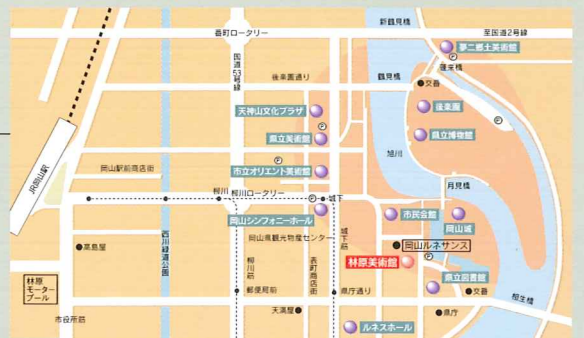 新鶴見橋
番町ロータリー
至国道2号線
夢二郷土美術館
P
蓬莱橋
国道53号線
後楽園通り
鶴見橋
交番
天神山文化プラザ
後楽園
P
P
県立美術館
県立博物館
旭川
岡山駅前商店街
P
市立オリエント美術館
JR岡山駅
月見橋
柳川
柳川ロータリー
P
城下
岡山シンフォニーホール
市民会館
岡山城
高島屋
西川緑道公園
岡山県観光物産センター
城下筋
岡山ルネサンス
林原美術館
林原
モーター
プール
柳川筋
表町商店街
県立図書館
P
郵便局前
県庁通り
交番
相生橋
市役所筋
天満屋
県庁
ルネスホール